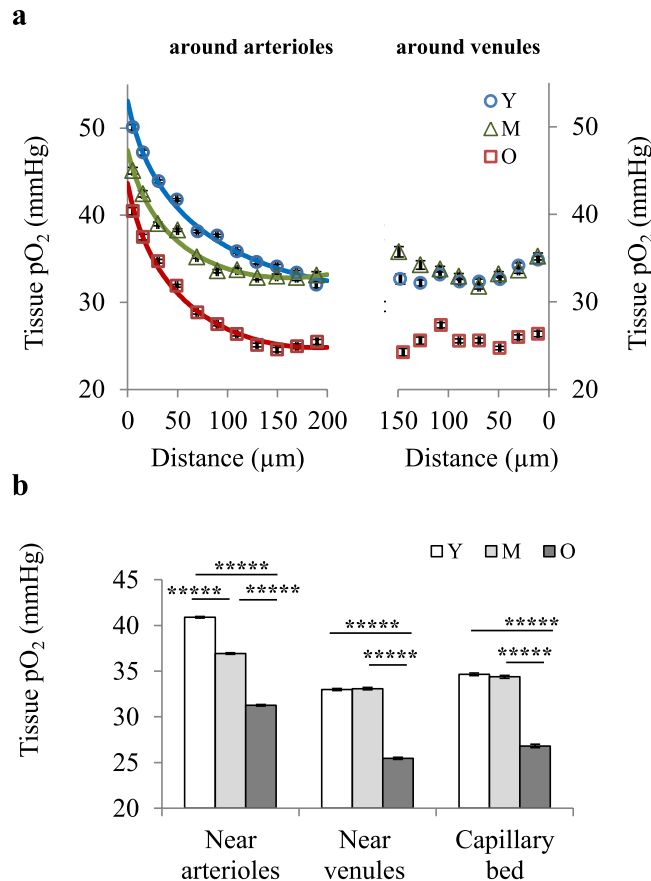 a
around arterioles
around venules
Y
M
O
Tissue pO2 (mmHg)
50
40
30
20
0 50 100 150 200
Distance (µm)
50
40
30
20
150 100 50 0
Distance (µm)
Tissue pO2 (mmHg)
b
Y M O
Tissue pO2 (mmHg)
45
40
35
30
25
20
*****
***** *****
*****
*****
*****
*****
Near arterioles
Near venules
Capillary bed